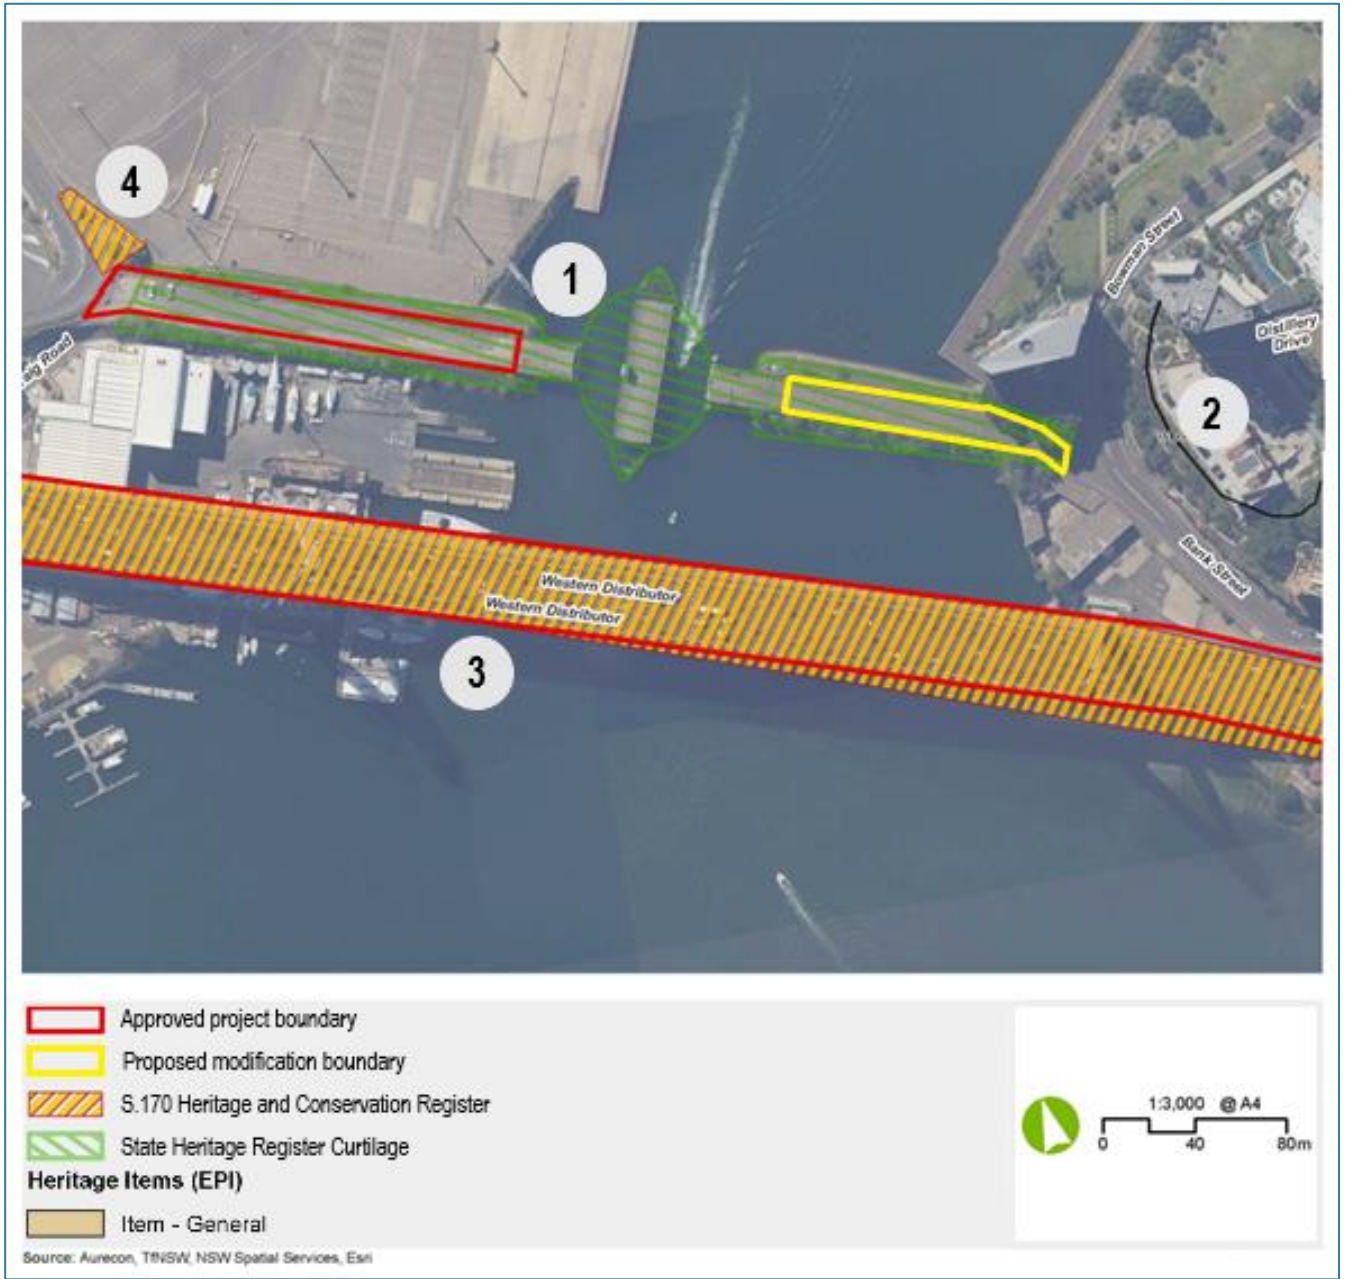 4
1
Bowman Street
Distillery
Drive
2
Road
Bank Street
Western Distributor
Western Distributor
3
Approved project boundary
Proposed modification boundary
S.170 Heritage and Conservation Register
State Heritage Register Curtilage
Heritage Items (EPI)
Item - General
1:3,000 @ A4
0 40 80m
Source: Aurecon, TfNSW, NSW Spatial Services, Esri